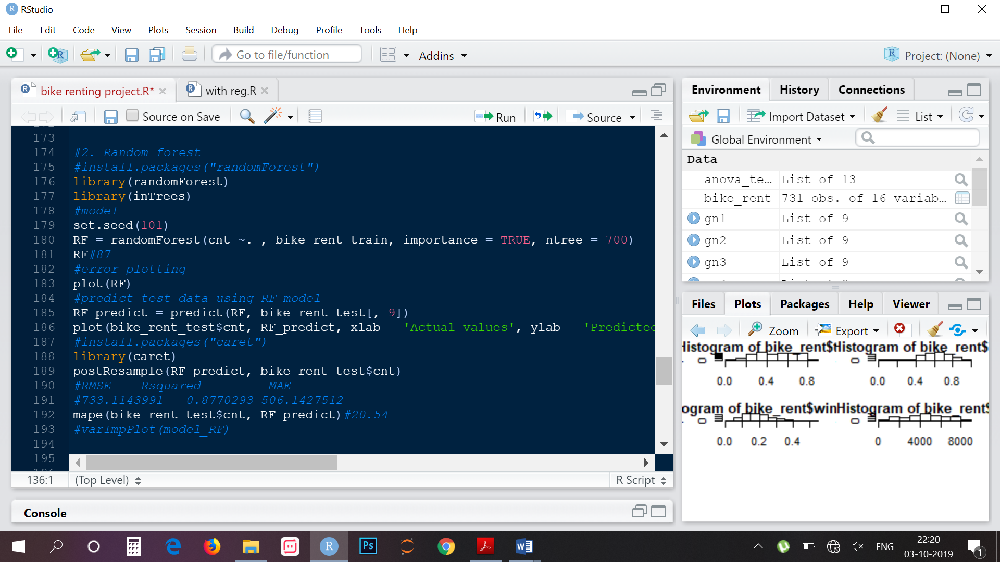 RStudio
File Edit Code View Plots Session Build Debug Profile Tools Help
Go to file/function Addins Project: (None)
bike renting project.R* with reg.R
Source on Save Run Source
173
174 #2. Random forest
175 #install.packages("randomForest")
176 library(randomForest)
177 library(inTrees)
178 #model
179 set.seed(101)
180 RF = randomForest(cnt ~. , bike_rent_train, importance = TRUE, ntree = 700)
181 RF#87
182 #error plotting
183 plot(RF)
184 #predict test data using RF model
185 RF_predict = predict(RF, bike_rent_test[,-9])
186 plot(bike_rent_test$cnt, RF_predict, xlab = 'Actual values', ylab = 'Predicted
187 #install.packages("caret")
188 library(caret)
189 postResample(RF_predict, bike_rent_test$cnt)
190 #RMSE Rsquared MAE
191 #733.1143991 0.8770293 506.1427512
192 mape(bike_rent_test$cnt, RF_predict)#20.54
193 #varImpPlot(model_RF)
194
195
136:1 (Top Level) R Script
Console
Environment History Connections
Import Dataset List
Global Environment
Data
anova_te… List of 13
bike_rent 731 obs. of 16 variab…
gn1 List of 9
gn2 List of 9
gn3 List of 9
Files Plots Packages Help Viewer
Zoom Export
Histogram of bike_rent$ Histogram of bike_rent$
0 0
0.0 0.4 0.8 0.0 0.4 0.8
ogram of bike_rent$win Histogram of bike_rent$
0 0
0.0 0.2 0.4 0 4000 8000
R Ps W
ENG
22:20
03-10-2019
1